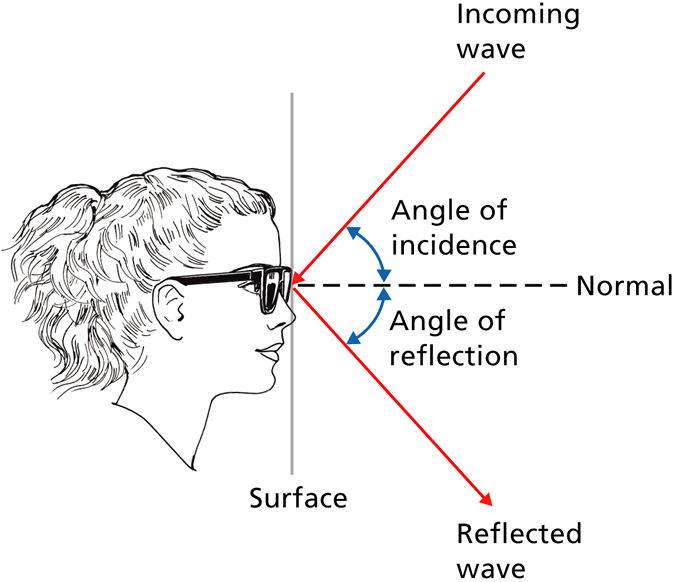 Incoming
wave
Angle of
incidence
Normal
Angle of
reflection
Surface
Reflected
wave